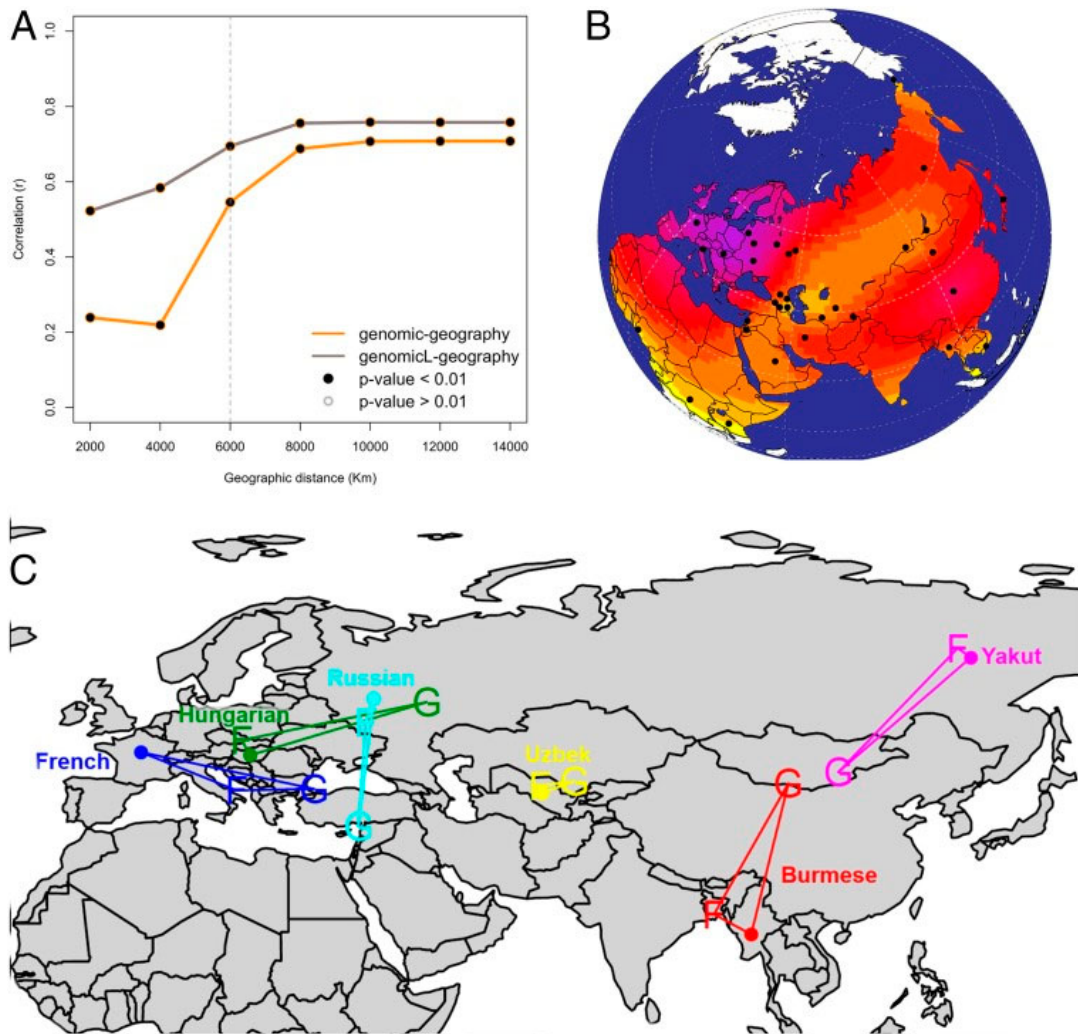 A
B
1.0
0.8
0.6
0.4
0.2
0.0
Correlation (r)
genomic-geography
genomicL-geography
p-value < 0.01
p-value > 0.01
2000 4000 6000 8000 10000 12000 14000
Geographic distance (Km)
C
F
Yakut
Russian
G
Hungarian
F
F
French
Uzbek
G
F
G
F
G
G
G
Burmese
F
G